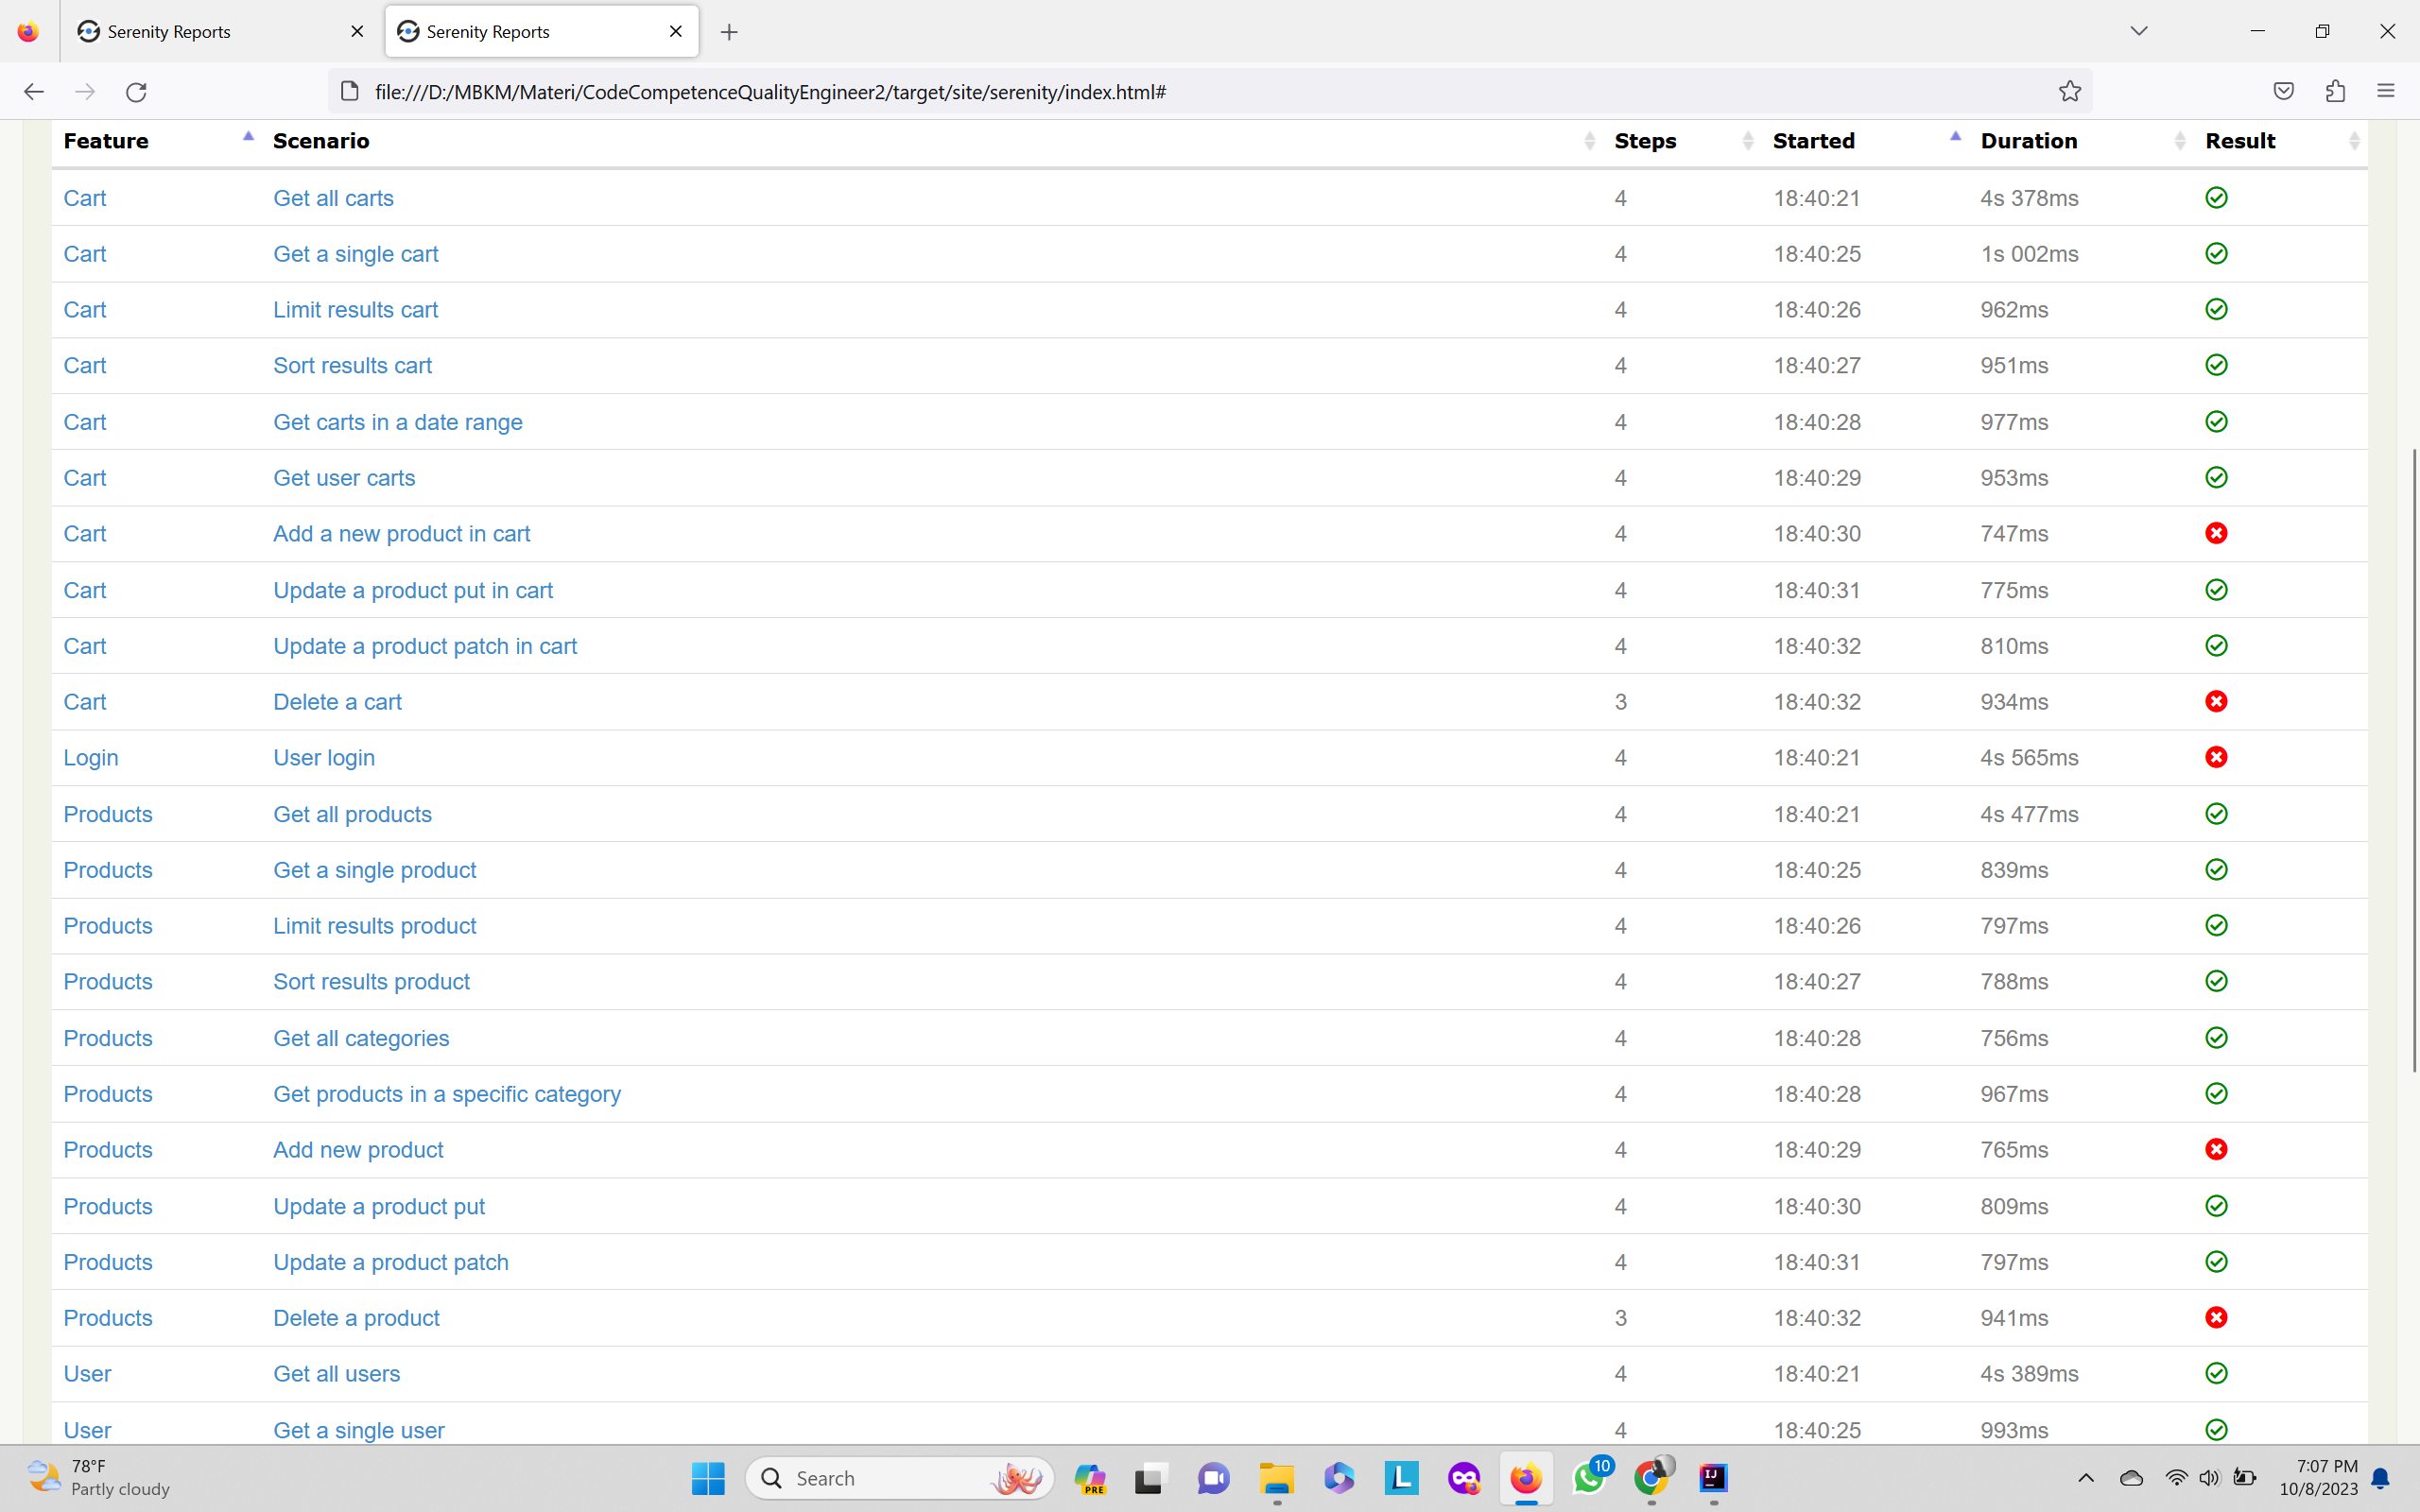 Serenity Reports
Serenity Reports
file:///D:/MBKM/Materi/CodeCompetenceQualityEngineer2/target/site/serenity/index.html#
Feature Scenario Steps Started Duration Result
Cart Get all carts 4 18:40:21 4s 378ms
Cart Get a single cart 4 18:40:25 1s 002ms
Cart Limit results cart 4 18:40:26 962ms
Cart Sort results cart 4 18:40:27 951ms
Cart Get carts in a date range 4 18:40:28 977ms
Cart Get user carts 4 18:40:29 953ms
Cart Add a new product in cart 4 18:40:30 747ms
Cart Update a product put in cart 4 18:40:31 775ms
Cart Update a product patch in cart 4 18:40:32 810ms
Cart Delete a cart 3 18:40:32 934ms
Login User login 4 18:40:21 4s 565ms
Products Get all products 4 18:40:21 4s 477ms
Products Get a single product 4 18:40:25 839ms
Products Limit results product 4 18:40:26 797ms
Products Sort results product 4 18:40:27 788ms
Products Get all categories 4 18:40:28 756ms
Products Get products in a specific category 4 18:40:28 967ms
Products Add new product 4 18:40:29 765ms
Products Update a product put 4 18:40:30 809ms
Products Update a product patch 4 18:40:31 797ms
Products Delete a product 3 18:40:32 941ms
User Get all users 4 18:40:21 4s 389ms
User Get a single user 4 18:40:25 993ms
78°F
Partly cloudy
Search
PRE
L
10
IJ
7:07 PM
10/8/2023